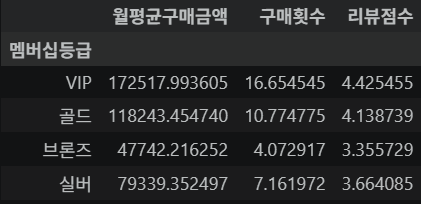 월평균구매금액 구매횟수 리뷰점수
멤버십등급
VIP 172517.993605 16.654545 4.425455
골드 118243.454740 10.774775 4.138739
브론즈 47742.216252 4.072917 3.355729
실버 79339.352497 7.161972 3.664085